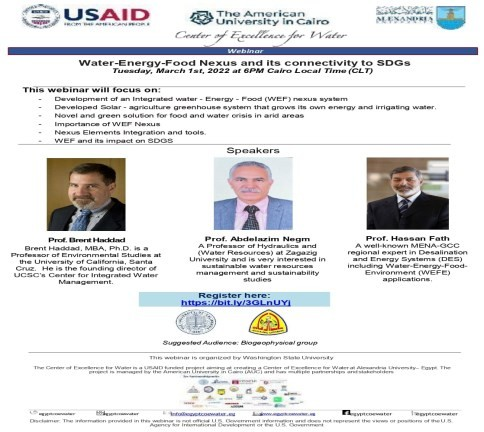 USAID
FROM THE AMERICAN PEOPLE
The American
University in Cairo
Center of Excellence for Water
ALEXANDRIA
Webinar
Water-Energy-Food Nexus and its connectivity to SDGs
Tuesday, March 1st, 2022 at 6PM Cairo Local Time (CLT)
This webinar will focus on:
- Development of an Integrated water - Energy - Food (WEF) nexus system
- Developed Solar - agriculture greenhouse system that grows its own energy and irrigating water.
- Novel and green solution for food and water crisis in arid areas
- Importance of WEF Nexus
- Nexus Elements Integration and tools.
- WEF and its impact on SDGS
Speakers
Prof. Brent Haddad
Brent Haddad, MBA, Ph.D. is a
Professor of Environmental Studies at
the University of California, Santa
Cruz. He is the founding director of
UCSC's Center for Integrated Water
Management.
Prof. Abdelazim Negm
A Professor of Hydraulics and
(Water Resources) at Zagazig
University and is very interested in
sustainable water resources
management and sustainability
studies
Prof. Hassan Fath
A well-known MENA-GCC
regional expert in Desalination
and Energy Systems (DES)
including Water-Energy-Food-
Environment (WEFE)
applications.
Register here:
https://bit.ly/3GLnUYj
Suggested Audience: Biogeophysical group
This webinar is organized by Washington State University
The Center of Excellence for Water is a USAID funded project aiming at creating a Center of Excellence for Water at Alexandria University- Egypt. The
project is managed by the American University in Cairo (AUC) and has multiple partnerships and stakeholders
egyptcoewater
egyptcoewater
info@egyptcoewater.org
www.egyptcoewater.org
egyptcoewater
egyptcoewater
Disclaimer: The information provided in this webinar is not official U.S. Government information and does not represent the views or positions of the U.S.
Agency for International Development or the U.S. Government